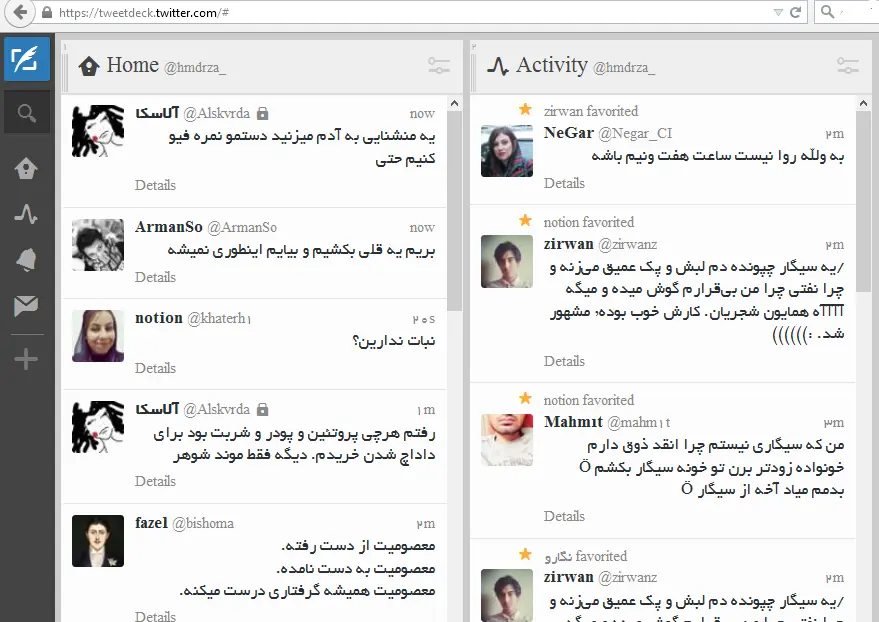 https://tweetdeck.twitter.com/#
۱
Home @hmdrza_
آلاسکا @Alskvrda now
یه منشنایی به آدم میزنید دستمو نمره فیو
کنیم حتی
Details
ArmanSo @ArmanSo now
بریم یه قلی بکشیم و بیایم اینطوری نمیشه
Details
notion @khaterh۱ ۲۰s
نبات ندارین؟
Details
آلاسکا @Alskvrda ۱m
رفتم هرچی پروتئین و پودر و شربت بود برای
داداچ شدن خریدم. دیگه فقط موند شوهر
Details
fazel @bishoma ۲m
معصومیت از دست رفته.
معصومیت به دست نامده.
معصومیت همیشه گرفتاری درست میکنه.
Details
۲
Activity @hmdrza_
zirwan favorited
NeGar @Negar_CI ۲m
به ولله روا نیست ساعت هفت ونیم باشه
Details
notion favorited
zirwan @zirwanz ۲m
/یه سیگار چپونده دم لبش و پک عمیق می‌زنه و
چرا نفتی چرا من بی‌قرارم گوش میده و میگه
آآآآه همایون شجریان. کارش خوب بوده، مشهور
شد. :))))))
Details
notion favorited
Mahm۱t @mahm۱t ۳m
من که سیگاری نیستم چرا انقد ذوق دارم
خونواده زودتر برن تو خونه سیگار بکشم Ö
بدمم میاد آخه از سیگار Ö
Details
نگارو favorited
zirwan @zirwanz ۲m
/یه سیگار چپونده دم لبش و پک عمیق می‌زنه و